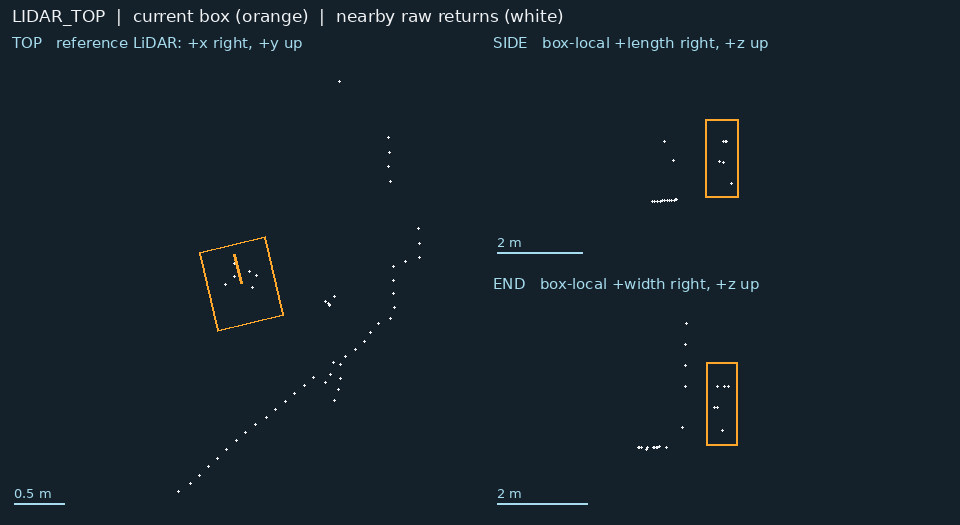 LIDAR_TOP | current box (orange) | nearby raw returns (white)
TOP reference LiDAR: +x right, +y up
SIDE box-local +length right, +z up
2 m
END box-local +width right, +z up
0.5 m
2 m